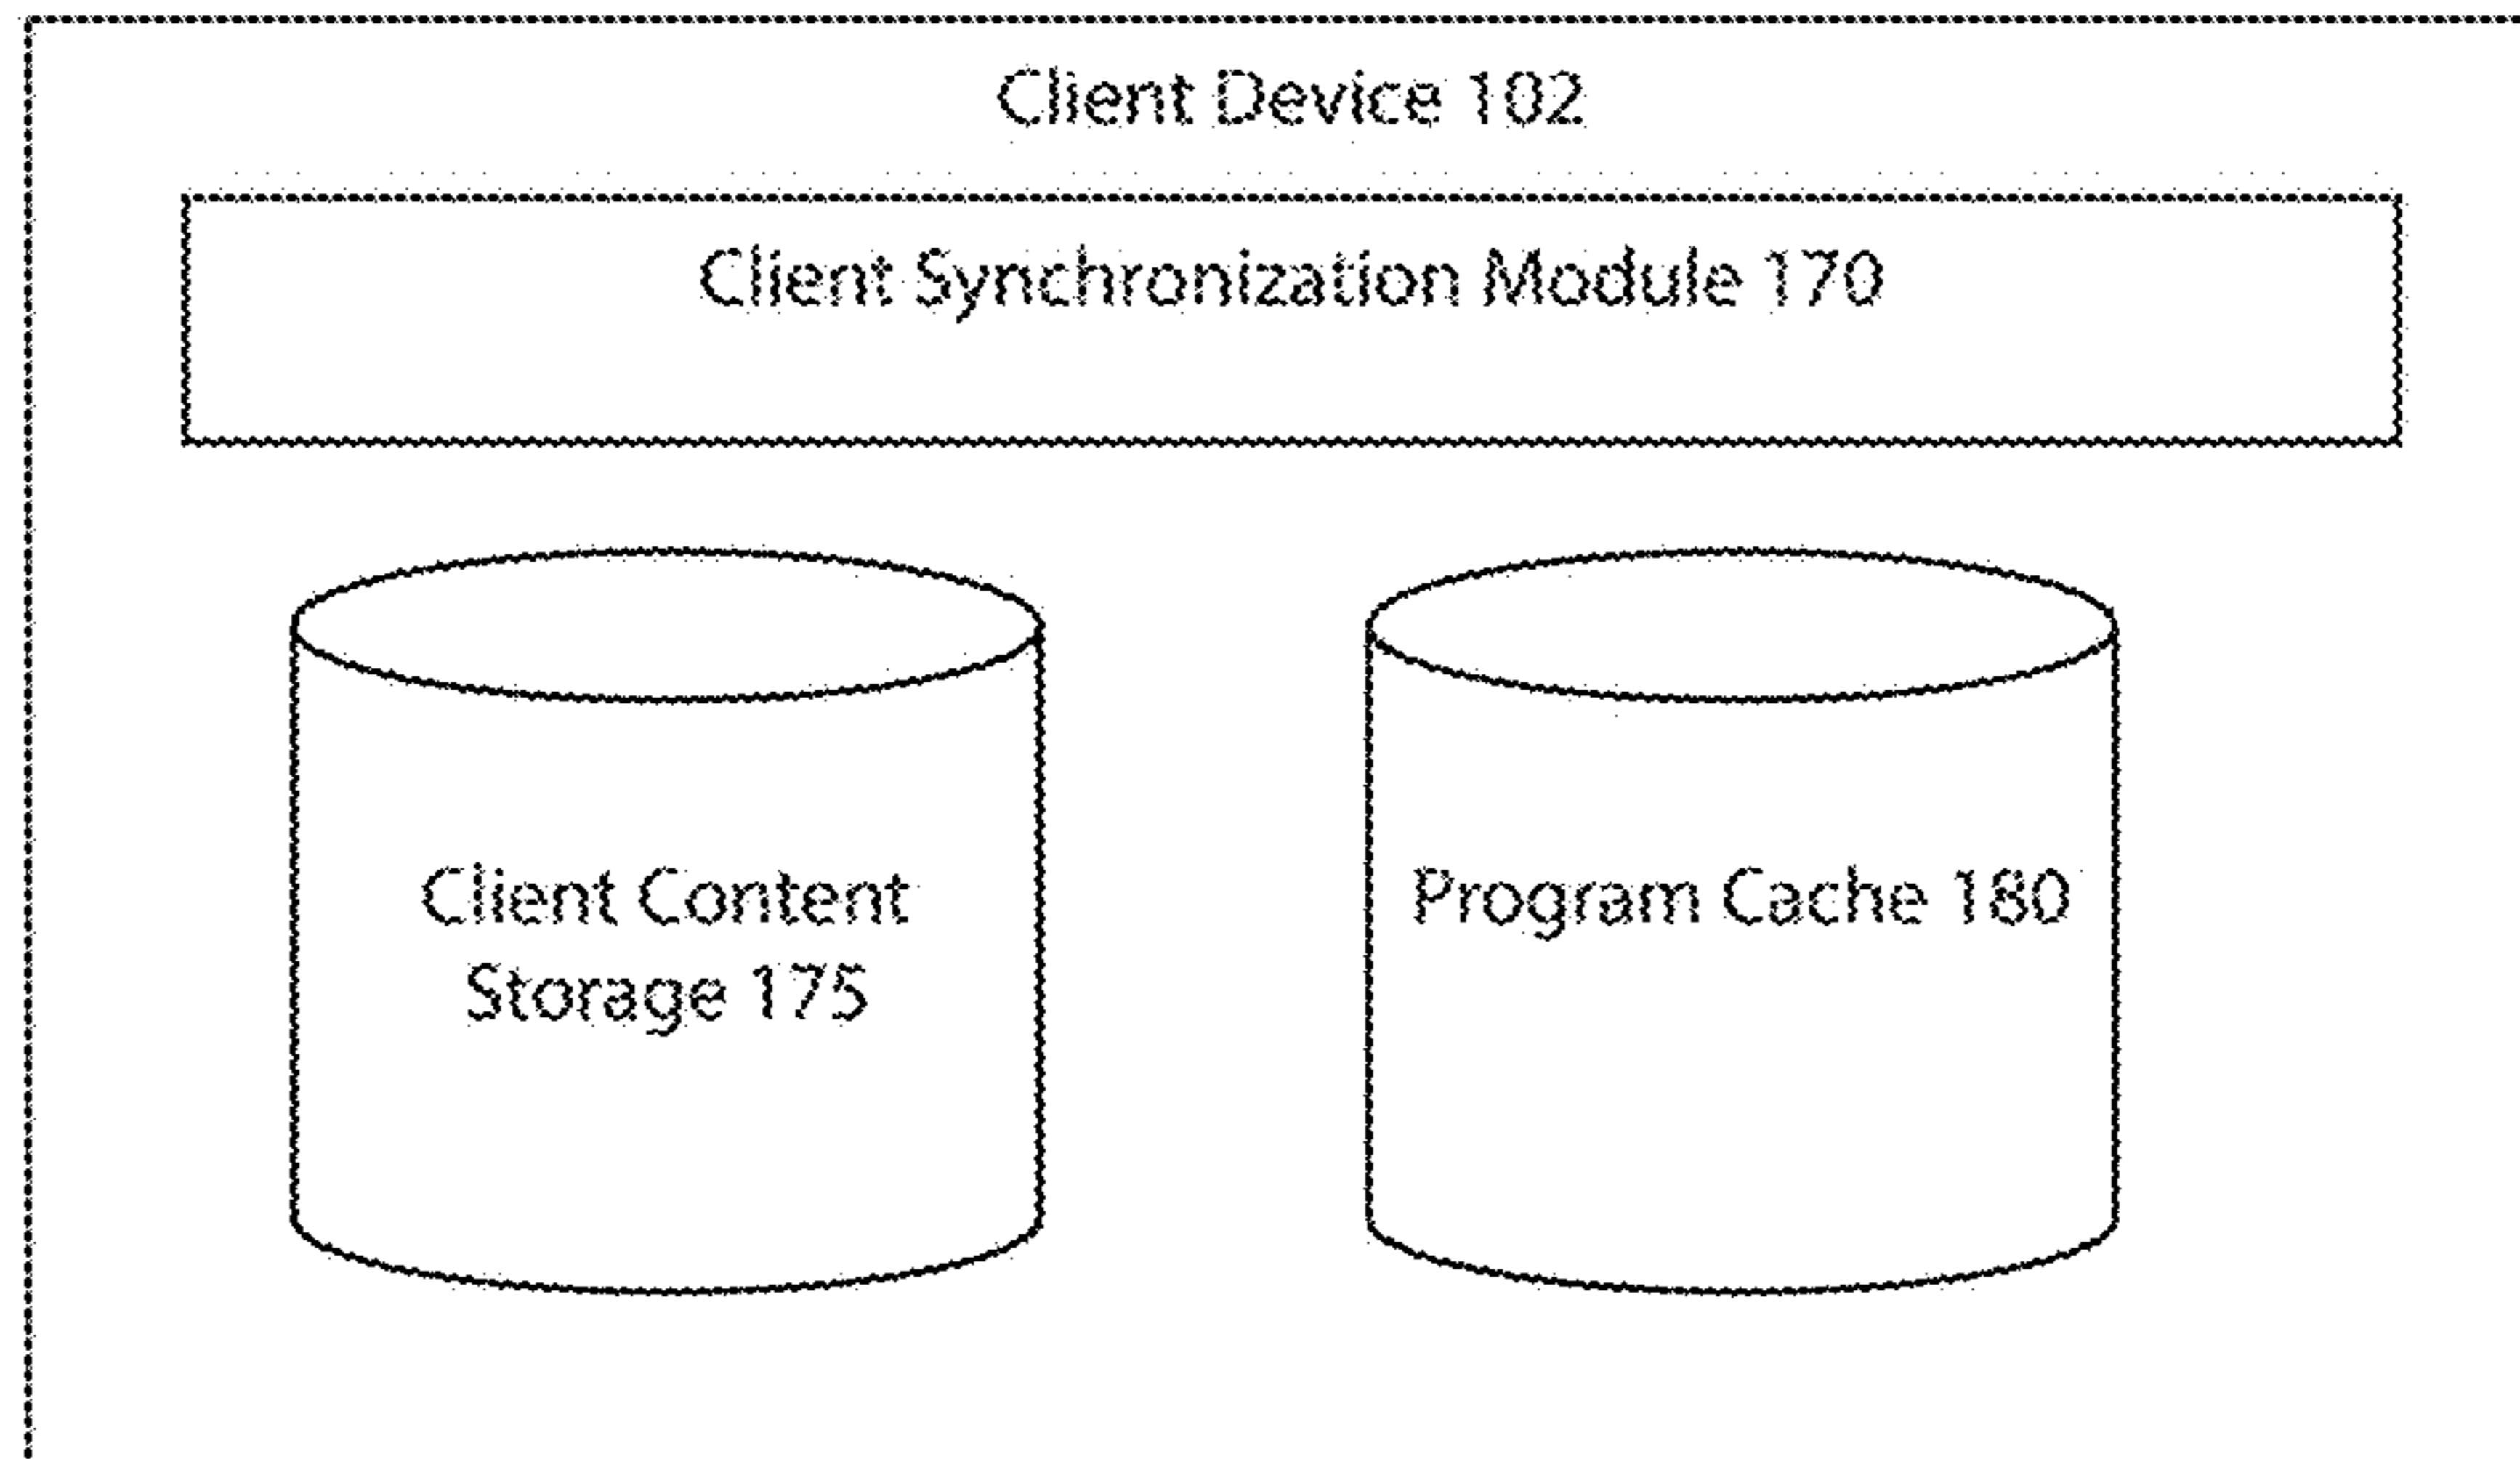 Client Device 102
Client Synchronization Module 170
Client Content
Storage 175
Program Cache 180